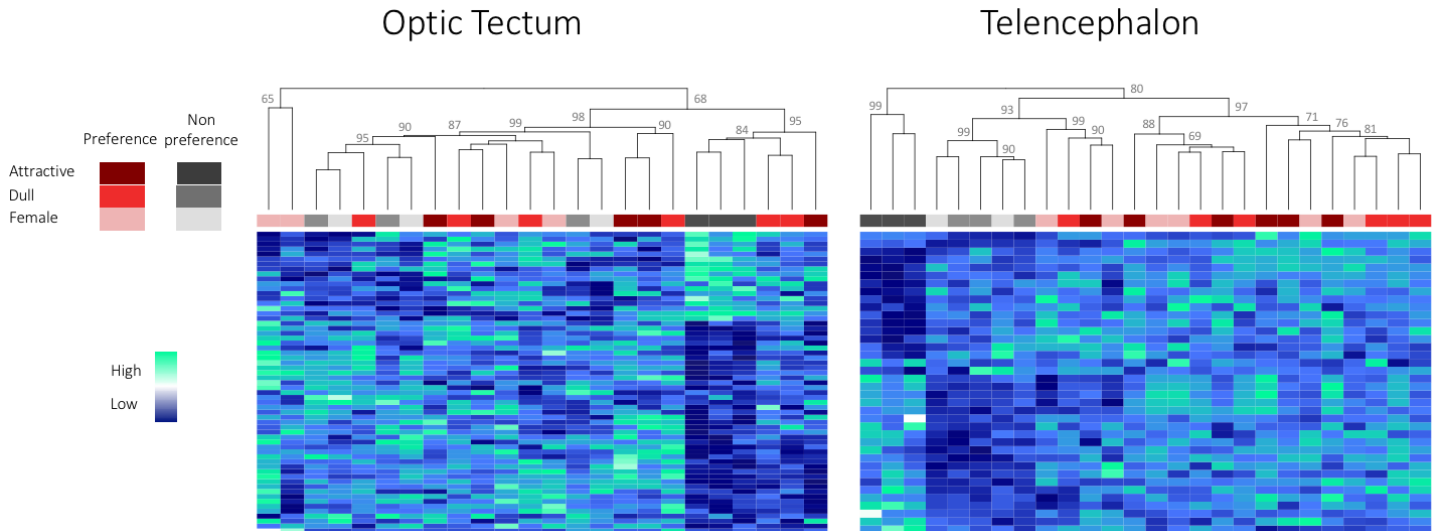 Optic Tectum
Telencephalon
65
68
95
90
87
99
98
90
84
95
99
80
93
97
99
99
90
90
88
69
71
76
81
Preference
Non
preference
Attractive
Dull
Female
High
Low